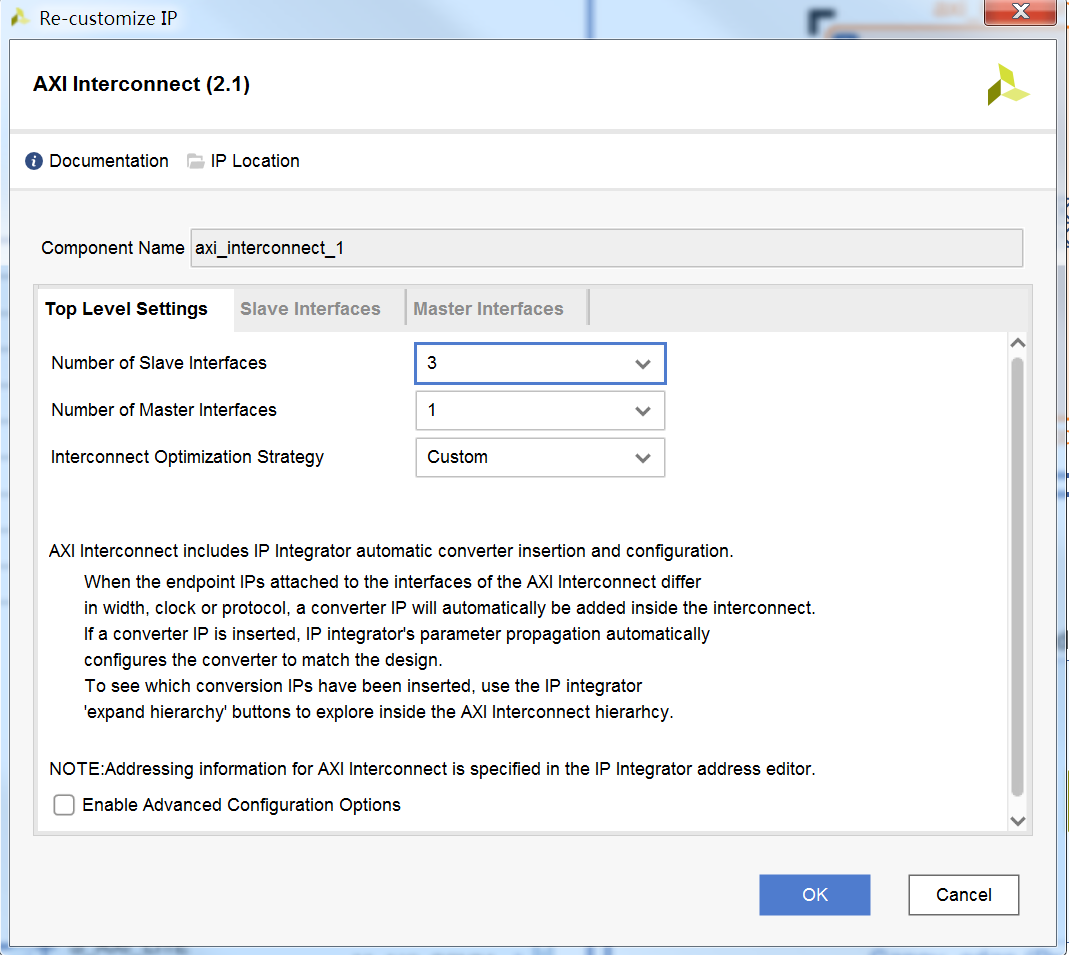 Re-customize IP
AXI Interconnect (2.1)
Documentation IP Location
Component Name axi_interconnect_1
Top Level Settings Slave Interfaces Master Interfaces
Number of Slave Interfaces 3
Number of Master Interfaces 1
Interconnect Optimization Strategy Custom
AXI Interconnect includes IP Integrator automatic converter insertion and configuration.
When the endpoint IPs attached to the interfaces of the AXI Interconnect differ
in width, clock or protocol, a converter IP will automatically be added inside the interconnect.
If a converter IP is inserted, IP integrator's parameter propagation automatically
configures the converter to match the design.
To see which conversion IPs have been inserted, use the IP integrator
'expand hierarchy' buttons to explore inside the AXI Interconnect hierarhcy.
NOTE:Addressing information for AXI Interconnect is specified in the IP Integrator address editor.
Enable Advanced Configuration Options
OK Cancel